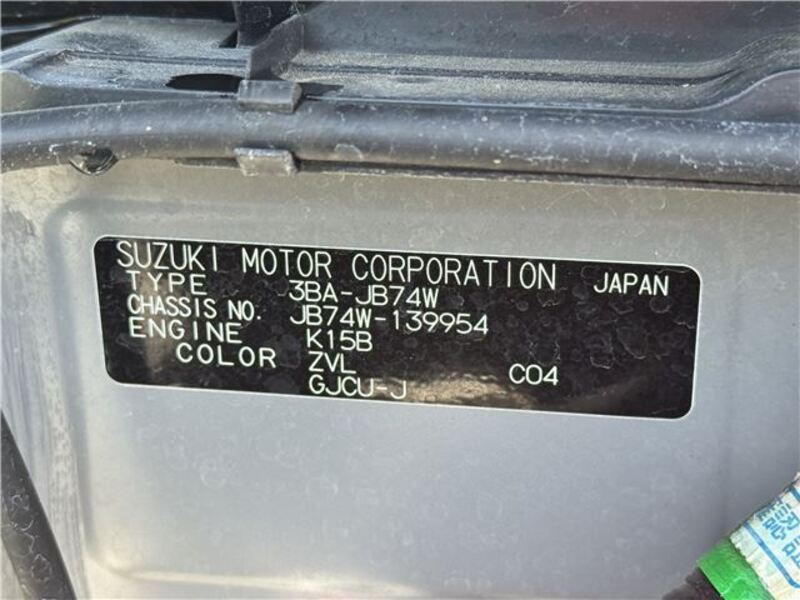 SUZUKI MOTOR CORPORATION JAPAN
TYPE 3BA-JB74W
CHASSIS NO. JB74W-139954
ENGINE K15B
COLOR ZVL C04
GJCU-J